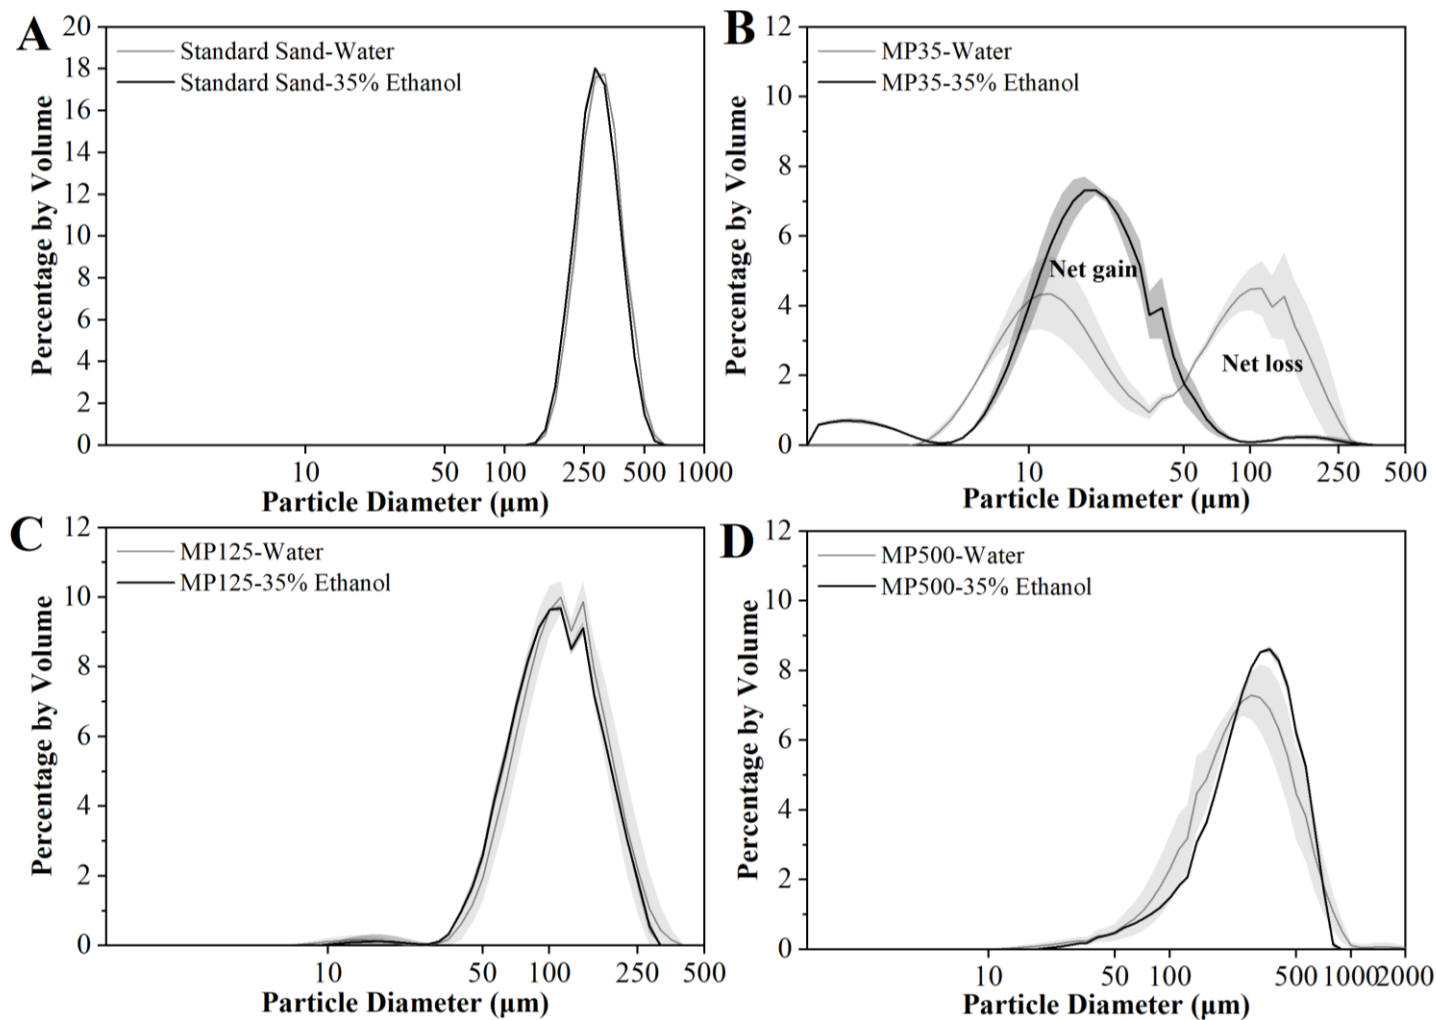 A
Percentage by Volume
20
18
16
14
12
10
8
6
4
2
0
Standard Sand-Water
Standard Sand-35% Ethanol
10 50 100 250 500 1000
Particle Diameter (μm)
B
Percentage by Volume
12
10
8
6
4
2
0
MP35-Water
MP35-35% Ethanol
Net gain
Net loss
10 50 100 250 500
Particle Diameter (μm)
C
Percentage by Volume
12
10
8
6
4
2
0
MP125-Water
MP125-35% Ethanol
10 50 100 250 500
Particle Diameter (μm)
D
Percentage by Volume
12
10
8
6
4
2
0
MP500-Water
MP500-35% Ethanol
10 50 100 500 1000 2000
Particle Diameter (μm)